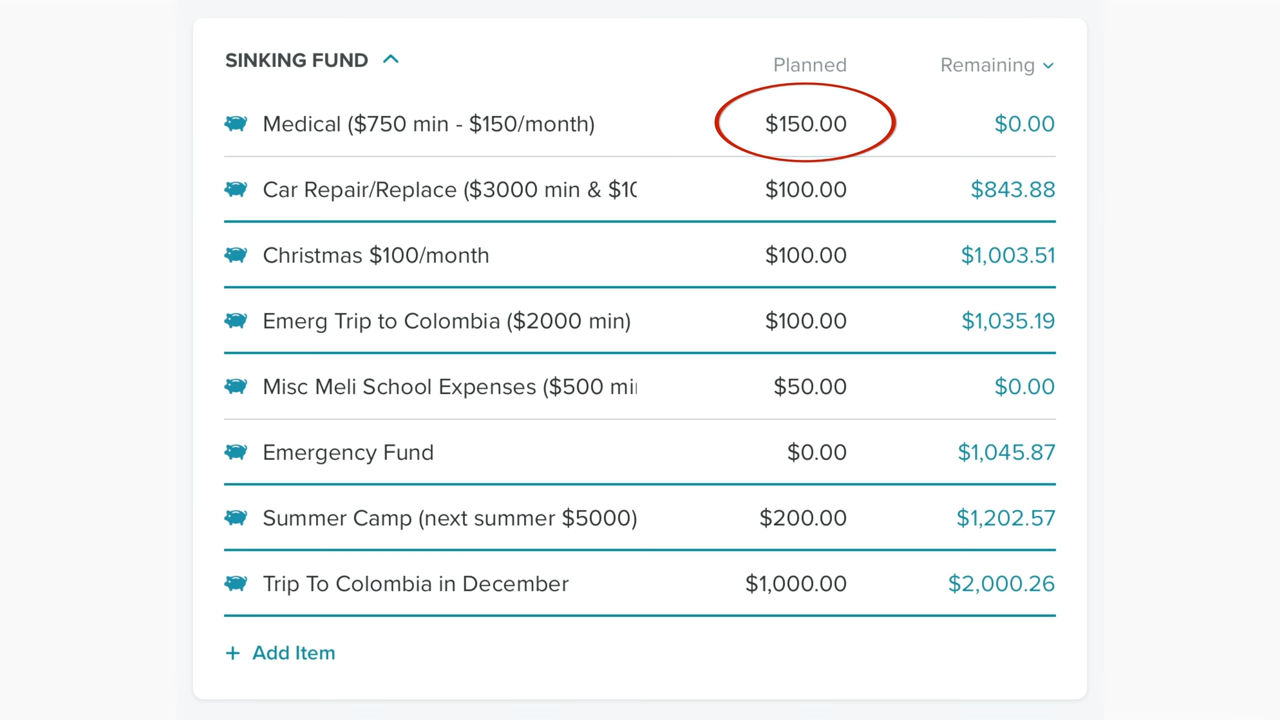 SINKING FUND Planned Remaining
Medical ($750 min - $150/month) $150.00 $0.00
Car Repair/Replace ($3000 min & $10 $100.00 $843.88
Christmas $100/month $100.00 $1,003.51
Emerg Trip to Colombia ($2000 min) $100.00 $1,035.19
Misc Meli School Expenses ($500 min $50.00 $0.00
Emergency Fund $0.00 $1,045.87
Summer Camp (next summer $5000) $200.00 $1,202.57
Trip To Colombia in December $1,000.00 $2,000.26
+ Add Item